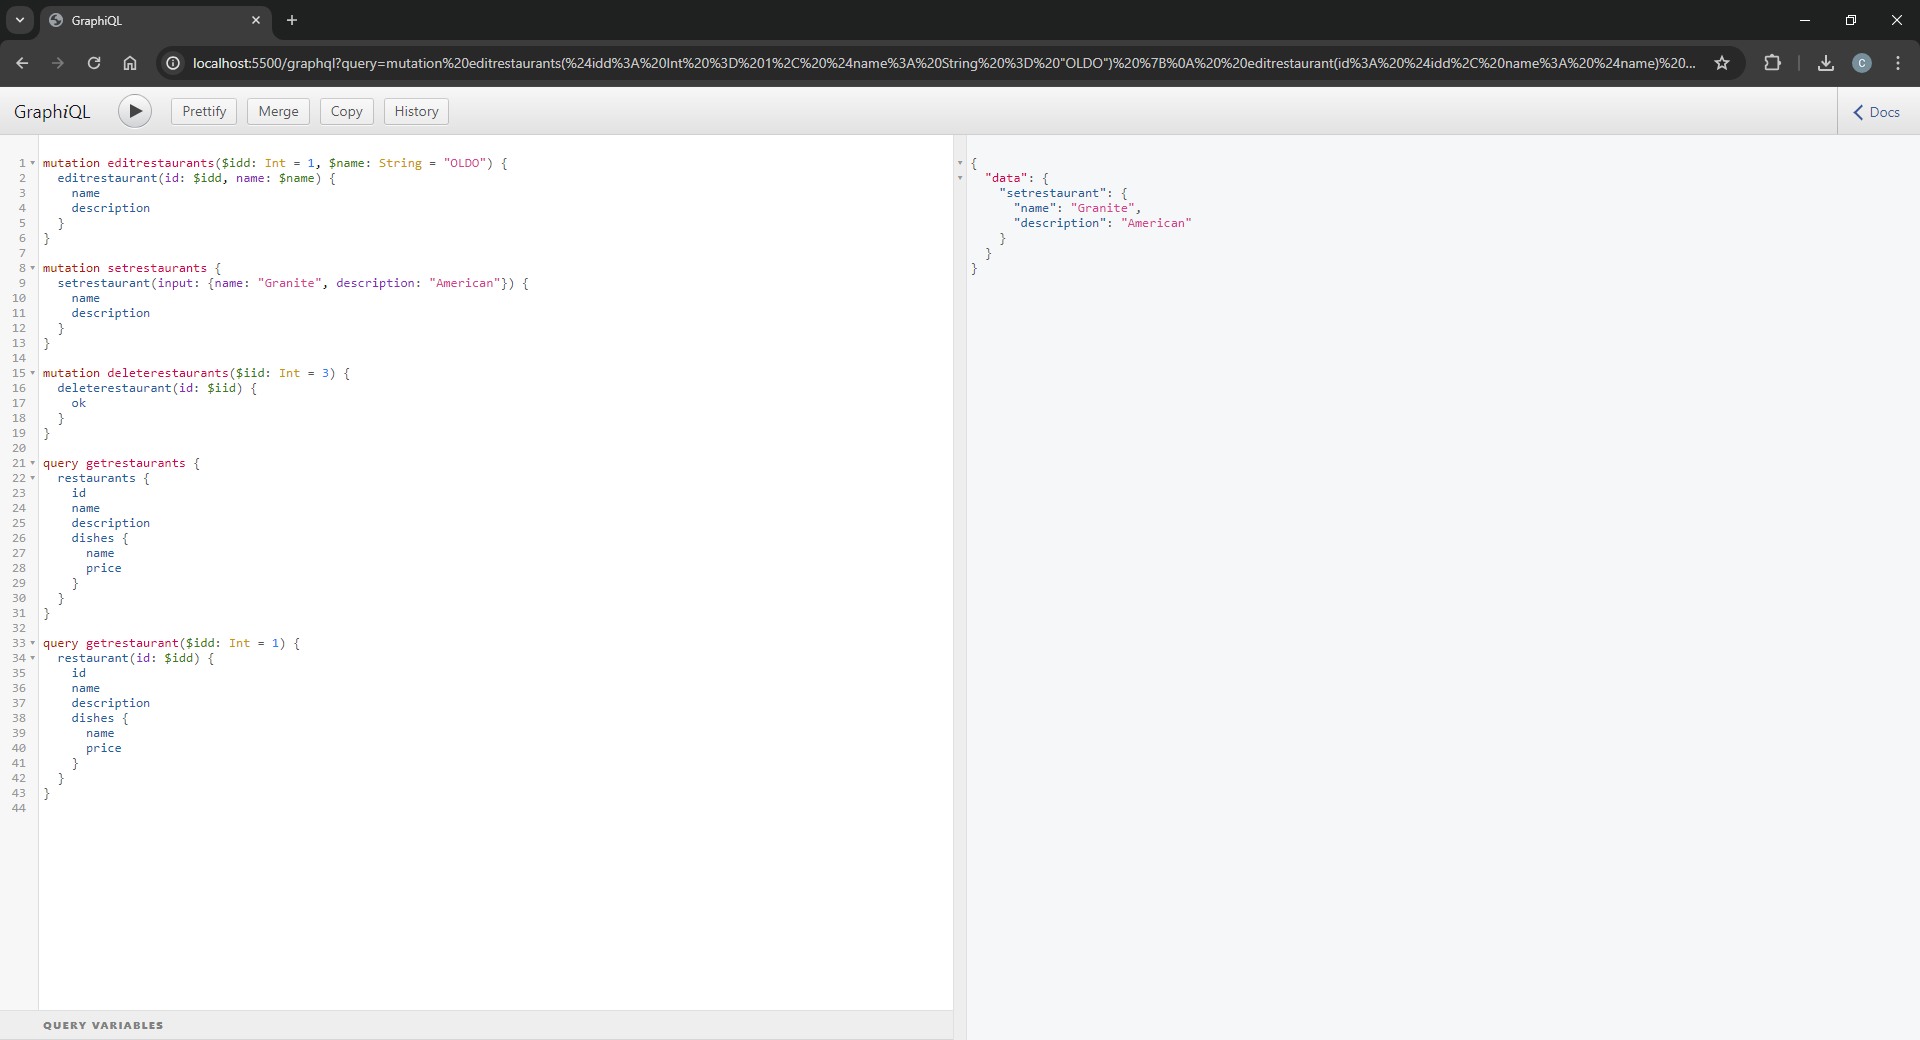 GraphiQL
localhost:5500/graphql?query=mutation%20editrestaurants(%24idd%3A%20Int%20%3D%201%2C%20%24name%3A%20String%20%3D%20"OLDO")%20%7B%0A%20%20editrestaurant(id%3A%20%24idd%2C%20name%3A%20%24name)%20...
C
GraphiQL
Prettify
Merge
Copy
History
Docs
1 mutation editrestaurants($idd: Int = 1, $name: String = "OLDO") {
2 editrestaurant(id: $idd, name: $name) {
3 name
4 description
5 }
6 }
7
8 mutation setrestaurants {
9 setrestaurant(input: {name: "Granite", description: "American"}) {
10 name
11 description
12 }
13 }
14
15 mutation deleterestaurants($iid: Int = 3) {
16 deleterestaurant(id: $iid) {
17 ok
18 }
19 }
20
21 query getrestaurants {
22 restaurants {
23 id
24 name
25 description
26 dishes {
27 name
28 price
29 }
30 }
31 }
32
33 query getrestaurant($idd: Int = 1) {
34 restaurant(id: $idd) {
35 id
36 name
37 description
38 dishes {
39 name
40 price
41 }
42 }
43 }
44
QUERY VARIABLES
{
"data": {
"setrestaurant": {
"name": "Granite",
"description": "American"
}
}
}